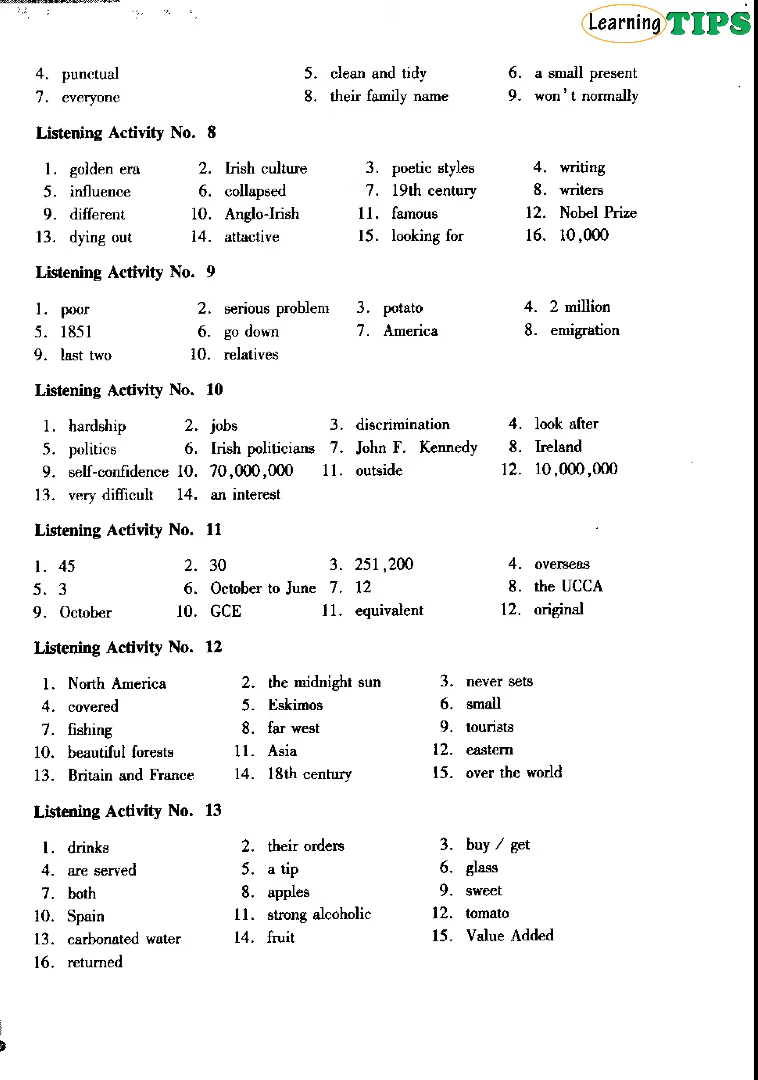 Learning TIPS
4. punctual 5. clean and tidy 6. a small present
7. everyone 8. their family name 9. won't normally
Listening Activity No. 8
1. golden era 2. Irish culture 3. poetic styles 4. writing
5. influence 6. collapsed 7. 19th century 8. writers
9. different 10. Anglo-Irish 11. famous 12. Nobel Prize
13. dying out 14. attactive 15. looking for 16. 10,000
Listening Activity No. 9
1. poor 2. serious problem 3. potato 4. 2 million
5. 1851 6. go down 7. America 8. emigration
9. last two 10. relatives
Listening Activity No. 10
1. hardship 2. jobs 3. discrimination 4. look after
5. politics 6. Irish politicians 7. John F. Kennedy 8. Ireland
9. self-confidence 10. 70,000,000 11. outside 12. 10,000,000
13. very difficult 14. an interest
Listening Activity No. 11
1. 45 2. 30 3. 251,200 4. overseas
5. 3 6. October to June 7. 12 8. the UCCA
9. October 10. GCE 11. equivalent 12. original
Listening Activity No. 12
1. North America 2. the midnight sun 3. never sets
4. covered 5. Eskimos 6. small
7. fishing 8. far west 9. tourists
10. beautiful forests 11. Asia 12. eastern
13. Britain and France 14. 18th century 15. over the world
Listening Activity No. 13
1. drinks 2. their orders 3. buy / get
4. are served 5. a tip 6. glass
7. both 8. apples 9. sweet
10. Spain 11. strong alcoholic 12. tomato
13. carbonated water 14. fruit 15. Value Added
16. returned